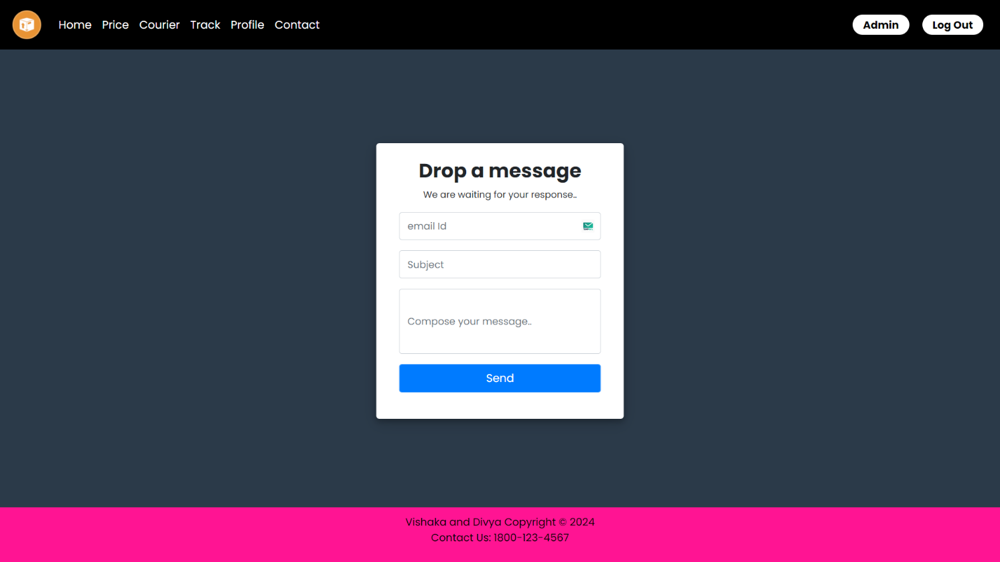 Home Price Courier Track Profile Contact Admin Log Out
Drop a message
We are waiting for your response..
email Id
Subject
Compose your message..
Send
Vishaka and Divya Copyright © 2024
Contact Us: 1800-123-4567